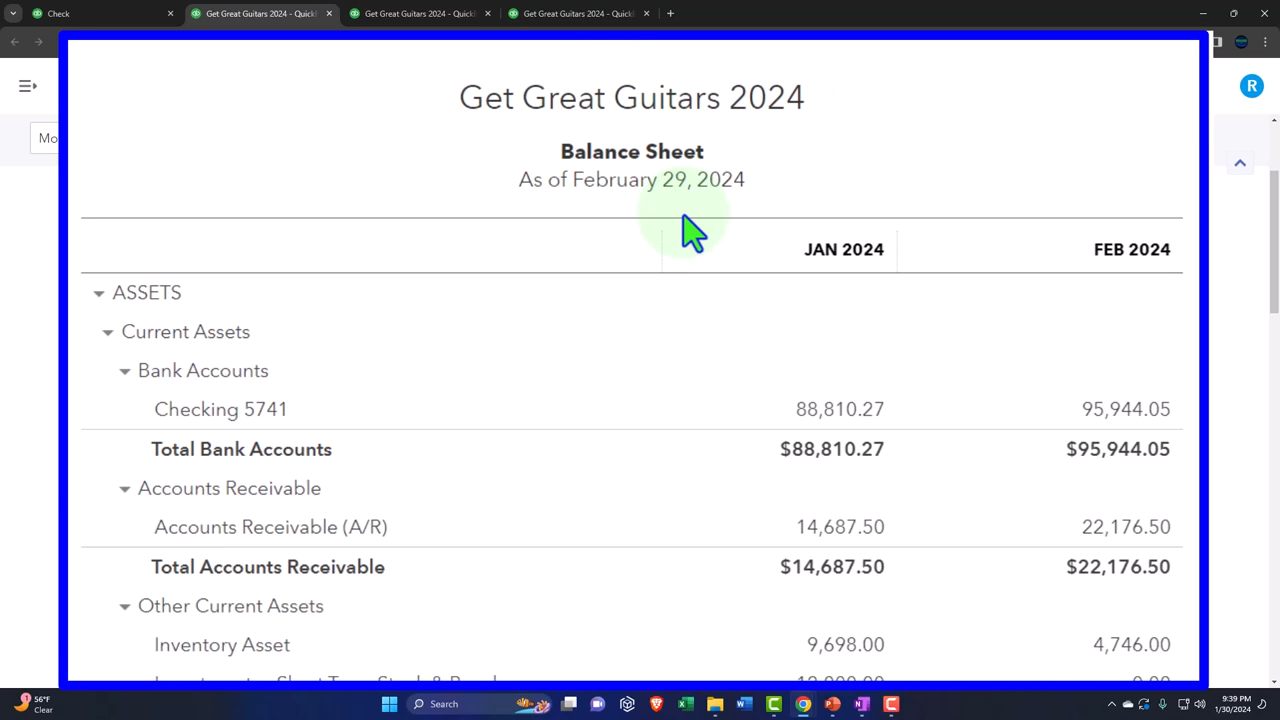 Check
Get Great Guitars 2024 - Quick
Get Great Guitars 2024 - Quick
Get Great Guitars 2024 - Quick
R
Mo
Get Great Guitars 2024
Balance Sheet
As of February 29, 2024
JAN 2024 FEB 2024
ASSETS
Current Assets
Bank Accounts
Checking 5741 88,810.27 95,944.05
Total Bank Accounts $88,810.27 $95,944.05
Accounts Receivable
Accounts Receivable (A/R) 14,687.50 22,176.50
Total Accounts Receivable $14,687.50 $22,176.50
Other Current Assets
Inventory Asset 9,698.00 4,746.00
1
56°F
Clear
Search
9:39 PM
1/30/2024